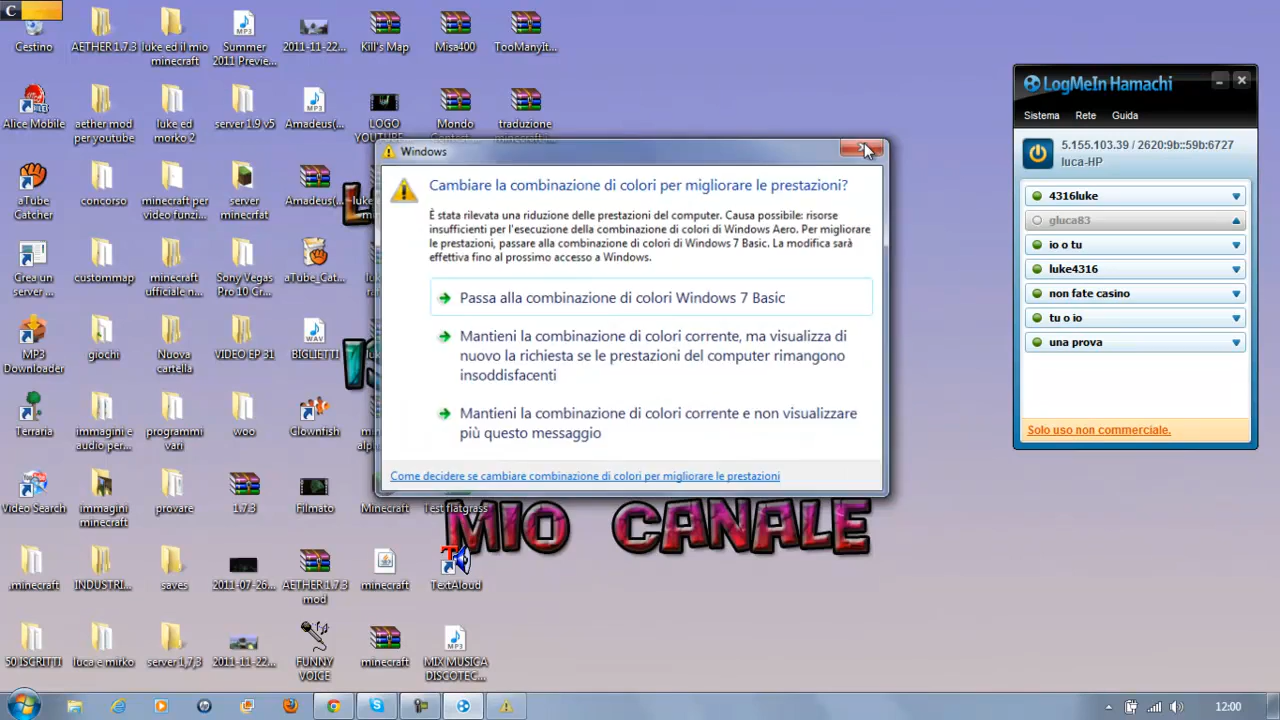 C
Cestino
AETHER 1.7.3
luke ed il mio
minecraft
Summer
2011 Previe...
2011-11-22...
Kill's Map
Misa400
TooManyIt...
Alice Mobile
aether mod
per youtube
luke ed
morko 2
server 1.9 v5
Amadeus(...
LOGO
YOUTUBE
Mondo
traduzione
aTube
Catcher
concorso
minecraft per
video funzi...
server
minecrfat
Amadeus(...
Crea un
server ...
custommap
minecraft
ufficiale n...
Sony Vegas
Pro 10 Cr...
aTube_Cat...
MP3
Downloader
giochi
Nuova
cartella
VIDEO EP 31
BIGLIETTI
Terraria
immagini e
audio per...
programmi
vari
woo
Clownfish
Video Search
immagini
minecraft
provare
1.7.3
Filmato
Minecraft
Test flatgrass
.minecraft
INDUSTRI...
saves
2011-07-26...
AETHER 1.7.3
mod
minecraft
TextAloud
50 ISCRITTI
luca e mirko
server 1,7,3
2011-11-22...
FUNNY
VOICE
minecraft
MIX MUSICA
DISCOTEC...
Windows
Cambiare la combinazione di colori per migliorare le prestazioni?
È stata rilevata una riduzione delle prestazioni del computer. Causa possibile: risorse
insufficienti per l'esecuzione della combinazione di colori di Windows Aero. Per migliorare
le prestazioni, passare alla combinazione di colori di Windows 7 Basic. La modifica sarà
effettiva fino al prossimo accesso a Windows.
Passa alla combinazione di colori Windows 7 Basic
Mantieni la combinazione di colori corrente, ma visualizza di
nuovo la richiesta se le prestazioni del computer rimangono
insoddisfacenti
Mantieni la combinazione di colori corrente e non visualizzare
più questo messaggio
Come decidere se cambiare combinazione di colori per migliorare le prestazioni
MIO CANALE
LogMeIn Hamachi
Sistema Rete Guida
5.155.103.39 / 2620:9b::59b:6727
luca-HP
4316luke
gluca83
io o tu
luke4316
non fate casino
tu o io
una prova
Solo uso non commerciale.
12:00